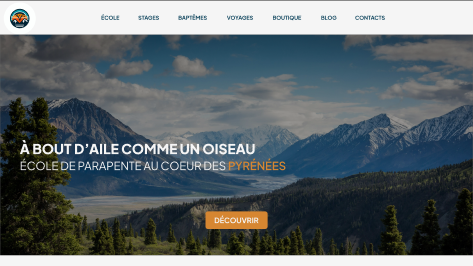 ÉCOLE STAGES BAPTÊMES VOYAGES BOUTIQUE BLOG CONTACTS
À BOUT D'AILE COMME UN OISEAU
ÉCOLE DE PARAPENTE AU COEUR DES PYRÉNÉES
DÉCOUVRIR